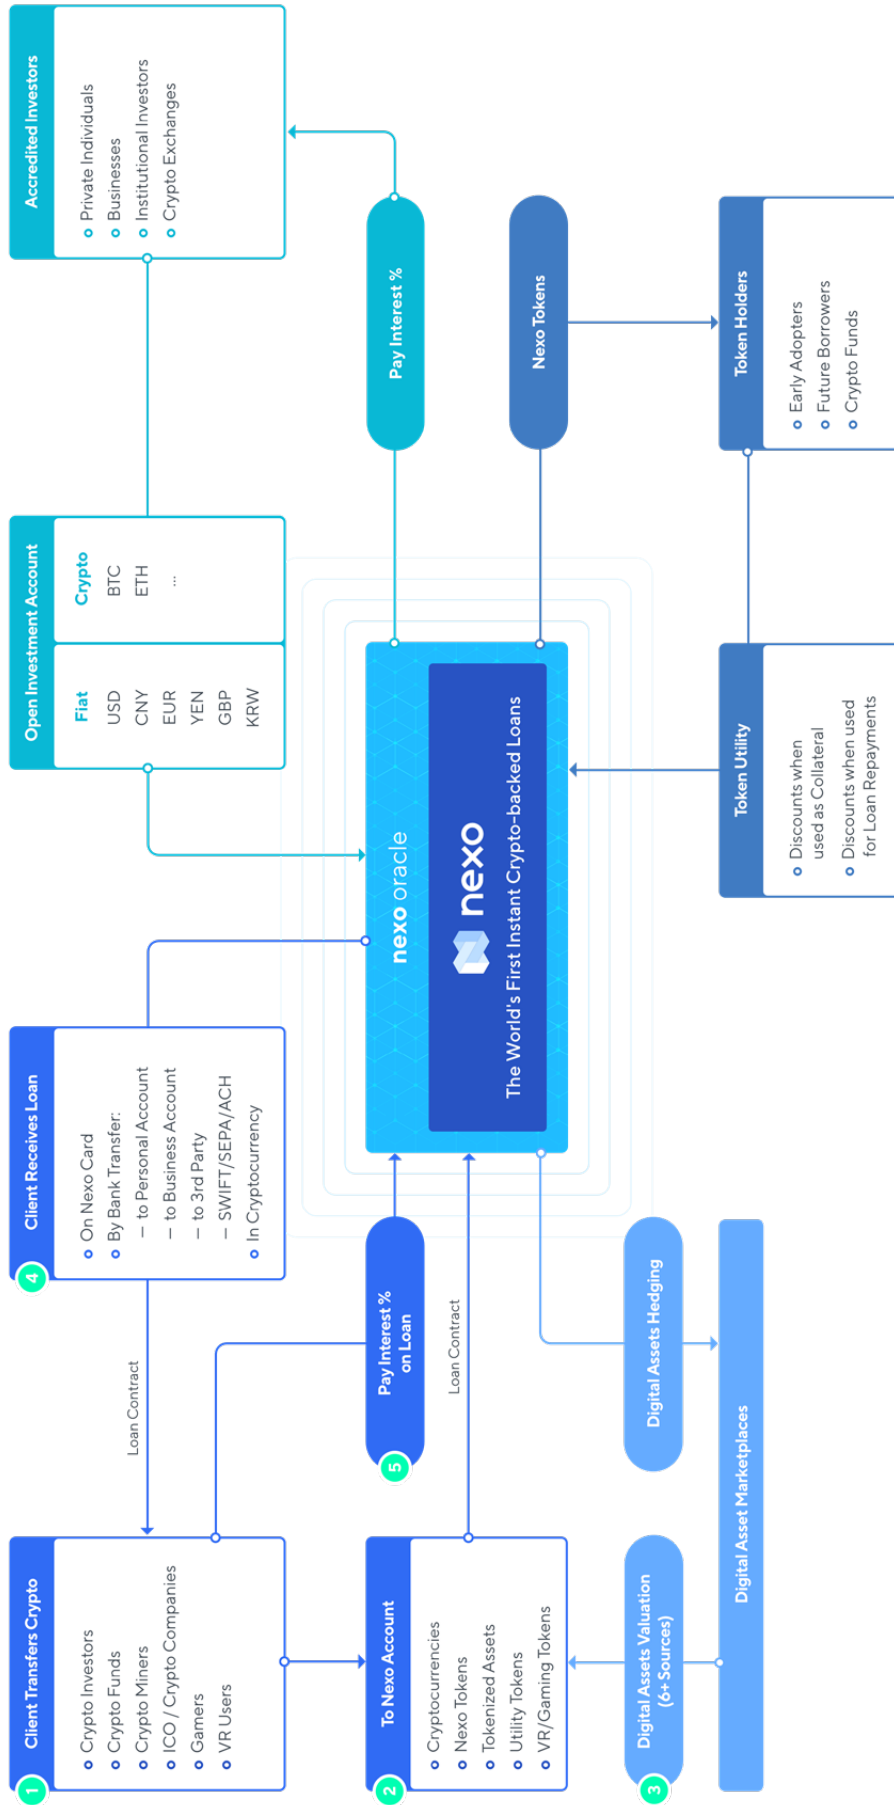 1
Client Transfers Crypto
Crypto Investors
Crypto Funds
Crypto Miners
ICO / Crypto Companies
Gamers
VR Users
Loan Contract
4
Client Receives Loan
On Nexo Card
By Bank Transfer:
– to Personal Account
– to Business Account
– to 3rd Party
– SWIFT/SEPA/ACH
In Cryptocurrency
Open Investment Account
Fiat
USD
CNY
EUR
YEN
GBP
KRW
Crypto
BTC
ETH
...
Accredited Investors
Private Individuals
Businesses
Institutional Investors
Crypto Exchanges
2
To Nexo Account
Cryptocurrencies
Nexo Tokens
Tokenized Assets
Utility Tokens
VR/Gaming Tokens
5
Pay Interest %
on Loan
Loan Contract
nexo oracle
nexo
The World's First Instant Crypto-backed Loans
Pay Interest %
Nexo Tokens
3
Digital Assets Valuation
(6+ Sources)
Digital Assets Hedging
Digital Asset Marketplaces
Token Utility
Discounts when
used as Collateral
Discounts when used
for Loan Repayments
Token Holders
Early Adopters
Future Borrowers
Crypto Funds